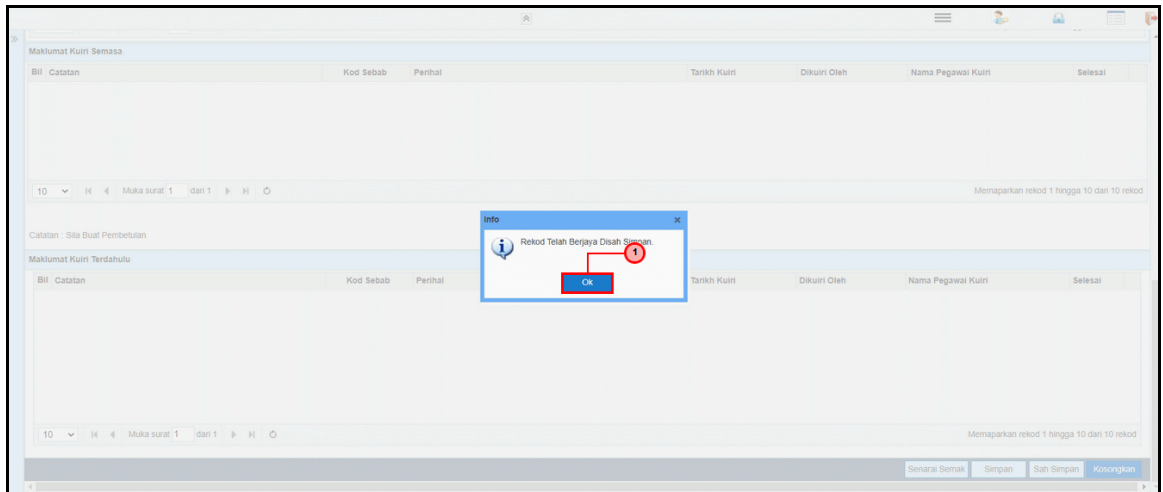 Maklumat Kuiri Semasa
Bil Catatan Kod Sebab Perihal Tarikh Kuiri Dikuiri Oleh Nama Pegawai Kuiri Selesai
10 Muka surat 1 dari 1 Memaparkan rekod 1 hingga 10 dari 10 rekod
Info
Rekod Telah Berjaya Disah Simpan.
1
Ok
Catatan : Sila Buat Pembetulan
Maklumat Kuiri Terdahulu
Bil Catatan Kod Sebab Perihal Tarikh Kuiri Dikuiri Oleh Nama Pegawai Kuiri Selesai
10 Muka surat 1 dari 1 Memaparkan rekod 1 hingga 10 dari 10 rekod
Senarai Semak Simpan Sah Simpan Kosongkan